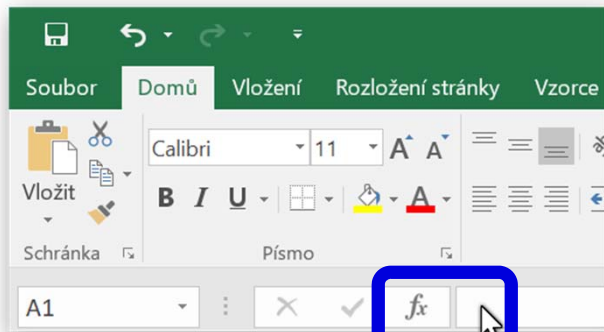 Soubor Domů Vložení Rozložení stránky Vzorce
Calibri 11 A A
Vložit B I U A
Schránka Písmo
A1 fx